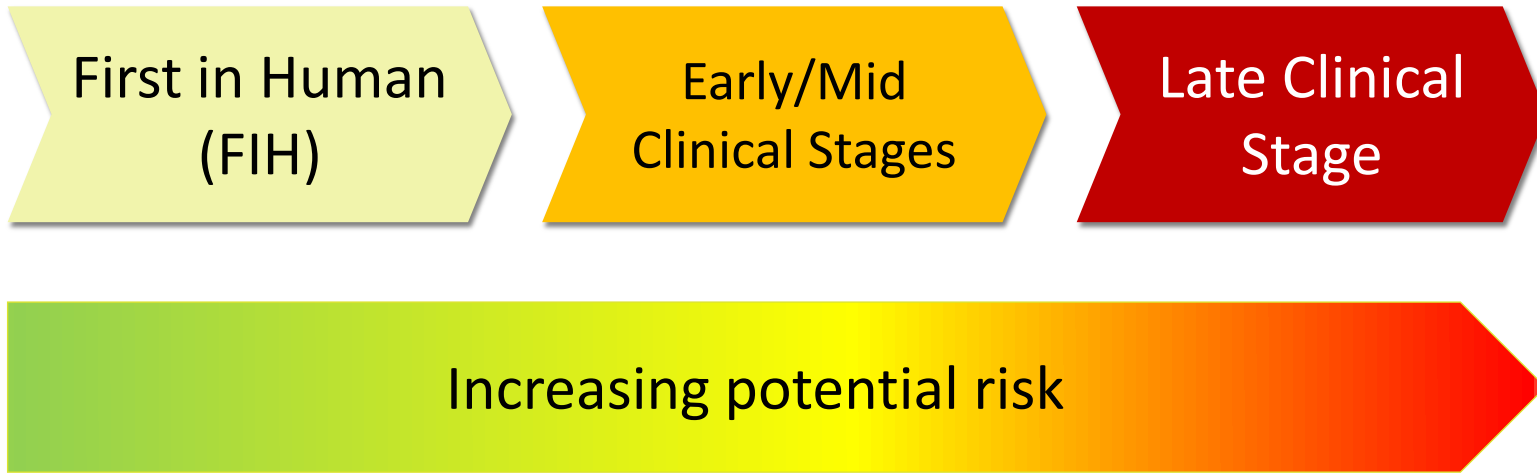 First in Human
(FIH)
Early/Mid
Clinical Stages
Late Clinical
Stage
Increasing potential risk